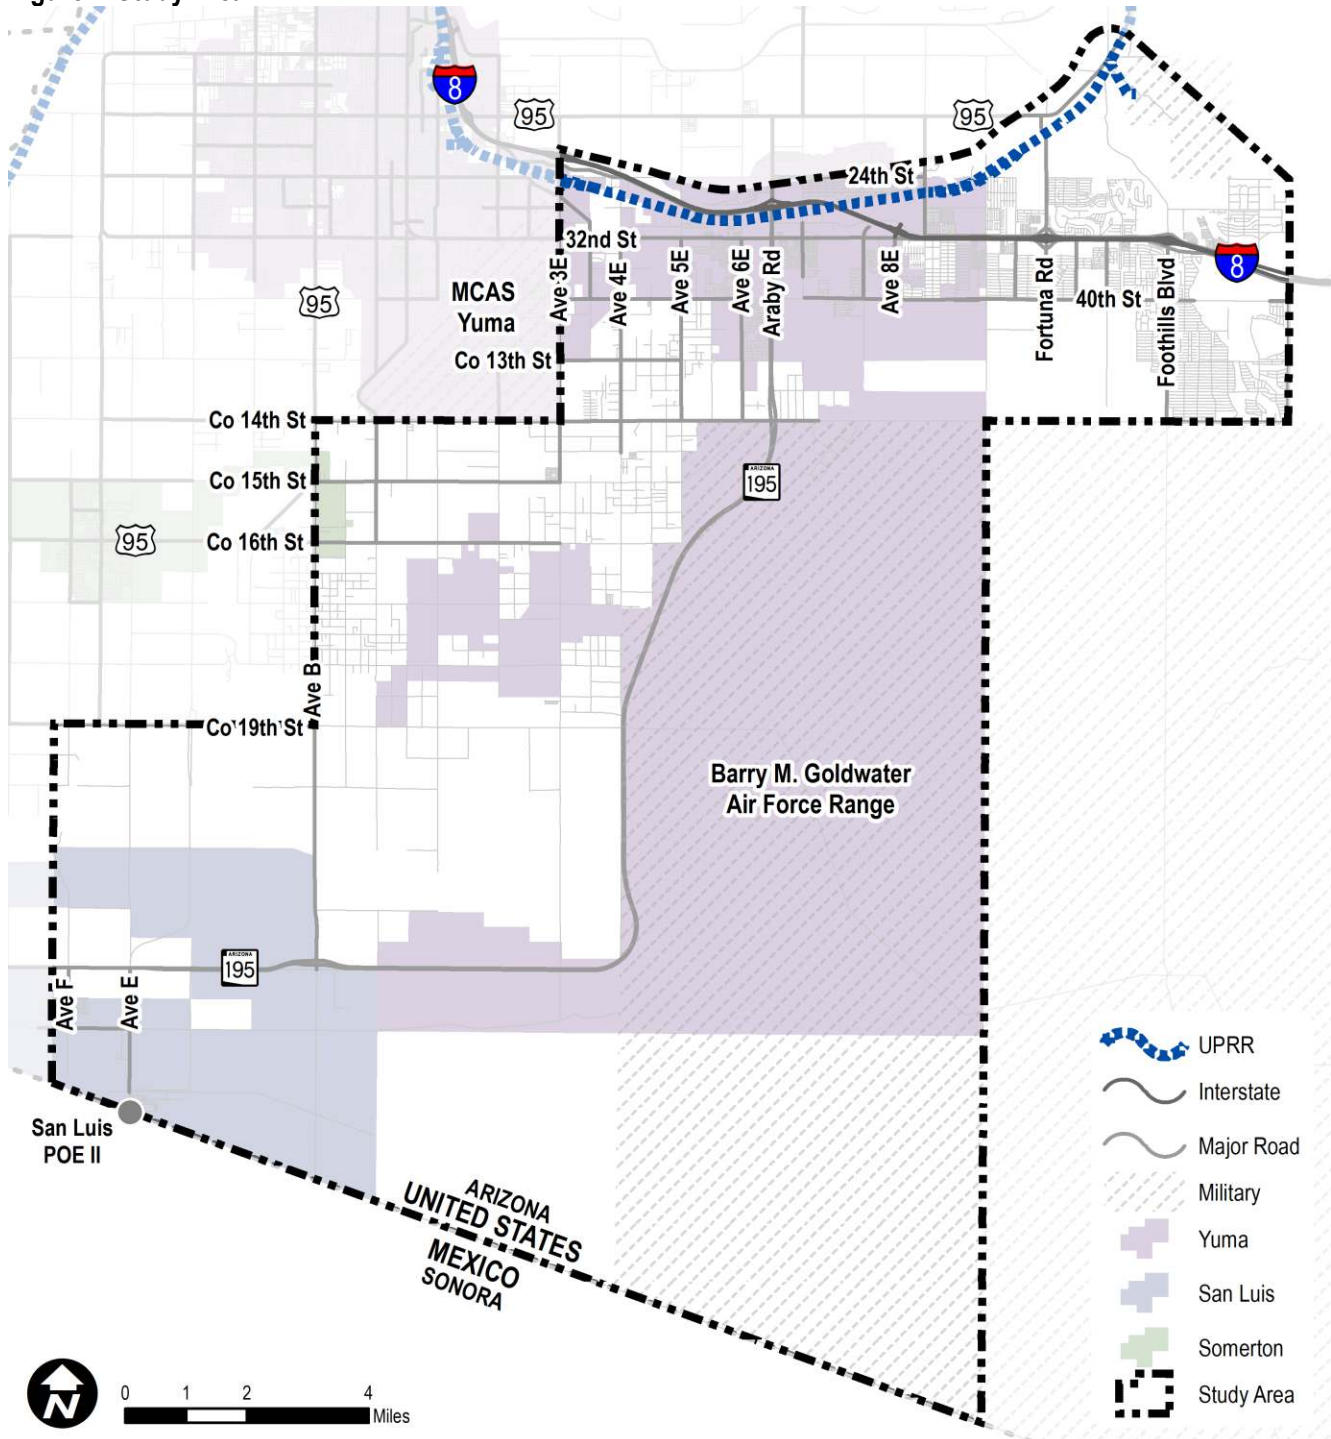 8
95
95
24th St
32nd St
Ave 3E
Ave 4E
Ave 5E
Ave 6E
Araby Rd
Ave 8E
Fortuna Rd
40th St
Foothills Blvd
8
95
MCAS
Yuma
Co 13th St
Co 14th St
Co 15th St
ARIZONA
195
95
Co 16th St
Ave B
Co 19th St
Barry M. Goldwater
Air Force Range
ARIZONA
195
Ave F
Ave E
San Luis
POE II
ARIZONA
UNITED STATES
MEXICO
SONORA
UPRR
Interstate
Major Road
Military
Yuma
San Luis
Somerton
Study Area
N
0 1 2 4
Miles